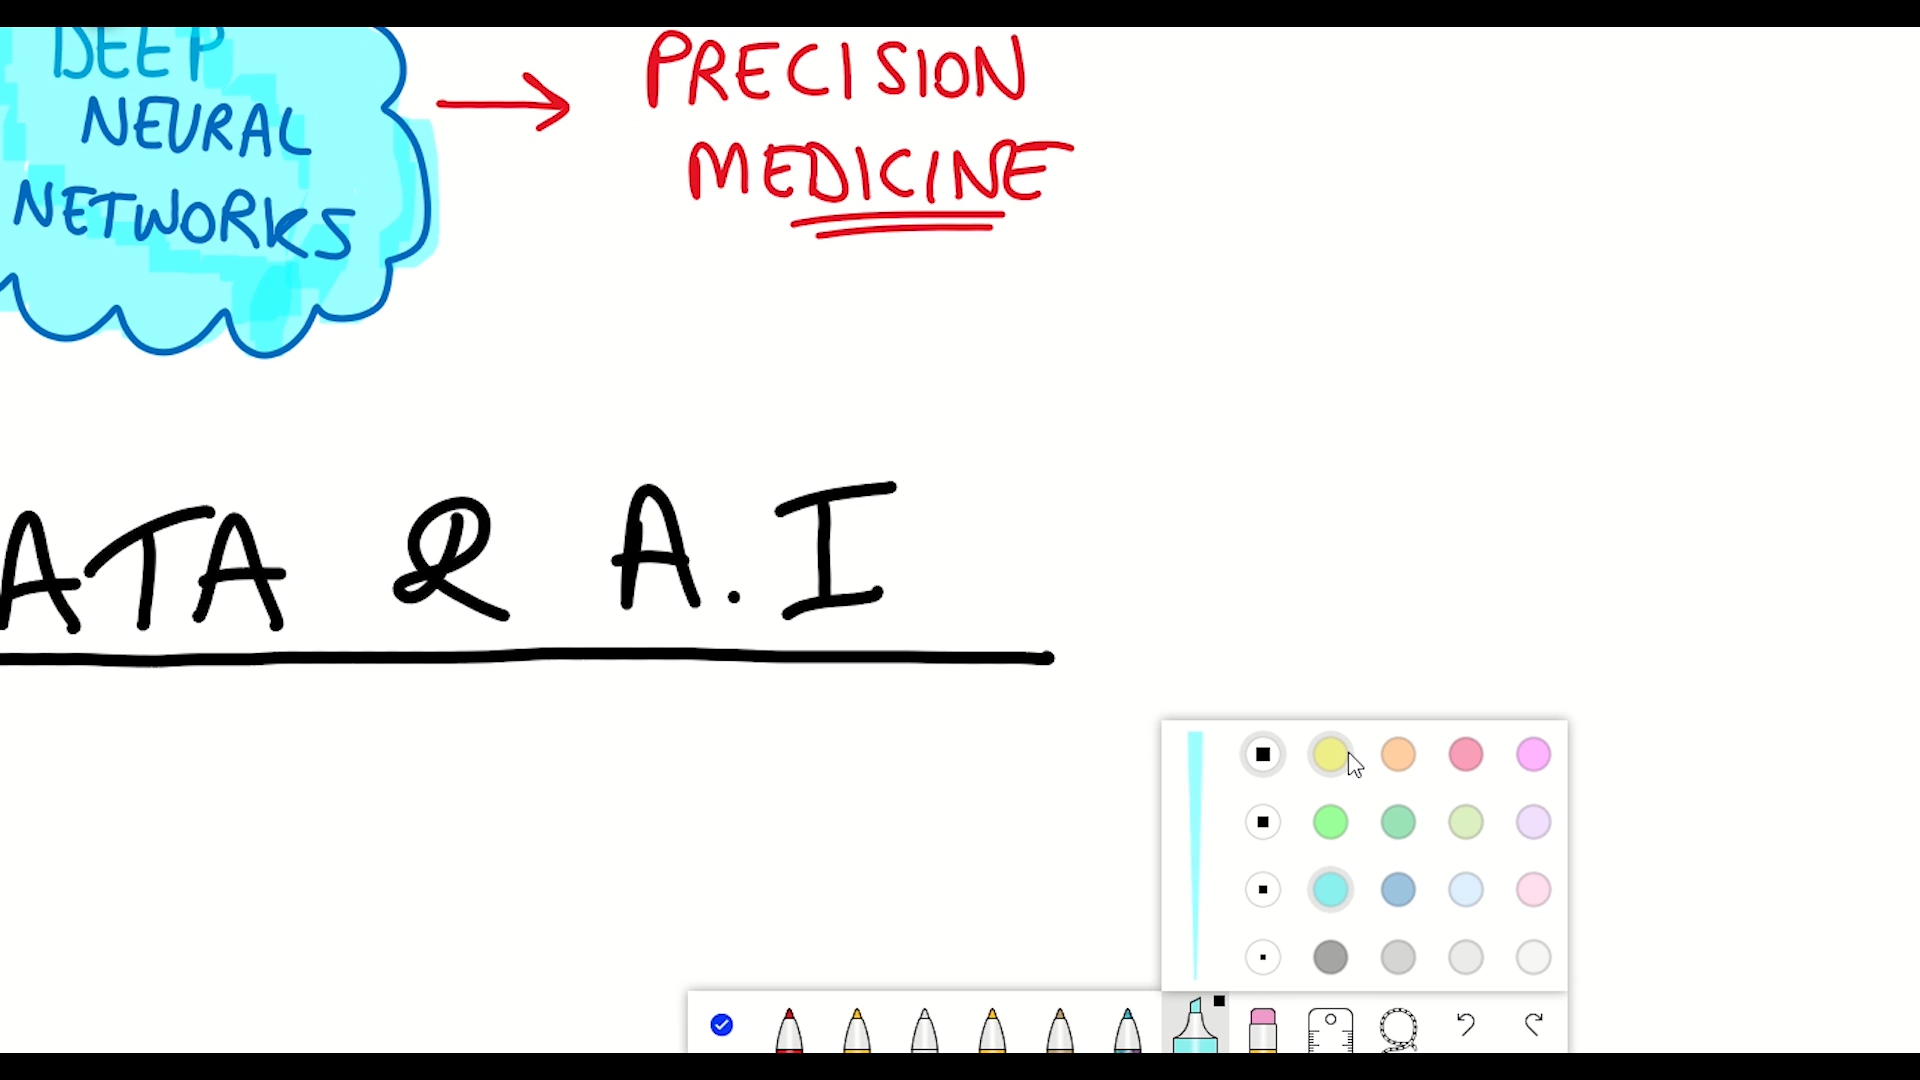 DEEP
NEURAL
NETWORKS
PRECISION
MEDICINE
ATA & A.I